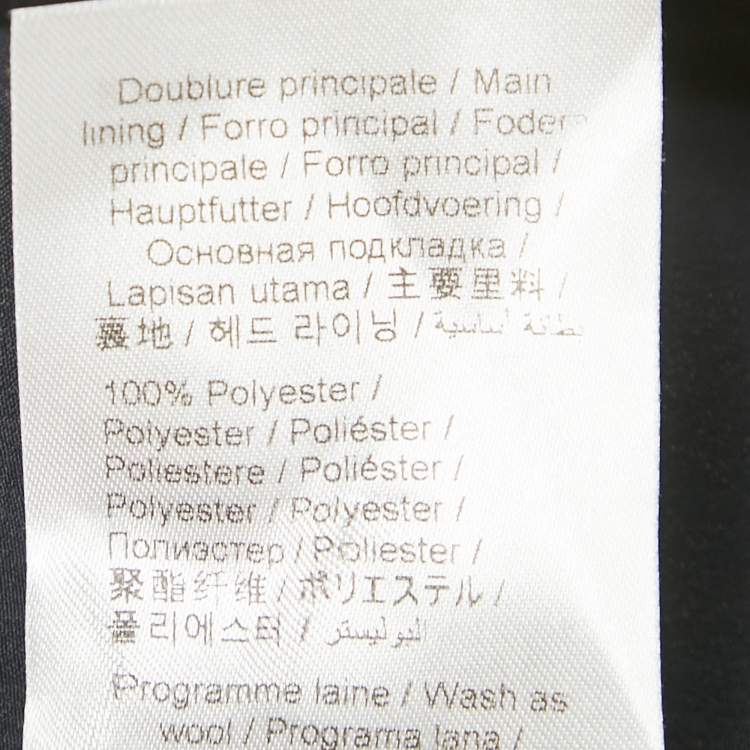 Doublure principale / Main
lining / Forro principal / Fodera
principale / Forro principal /
Hauptfutter / Hoofdvoering /
Основная подкладка /
Lapisan utama / 主要里料 /
裏地 / 헤드 라이닝 / بطانة أساسية
100% Polyester /
Polyester / Poliéster /
Poliestere / Poliéster /
Polyester / Polyester /
Полиэстер / Poliester /
聚酯纤维 / ポリエステル /
폴리에스터 / البوليستر
Programme laine / Wash as
wool / Programa lana /